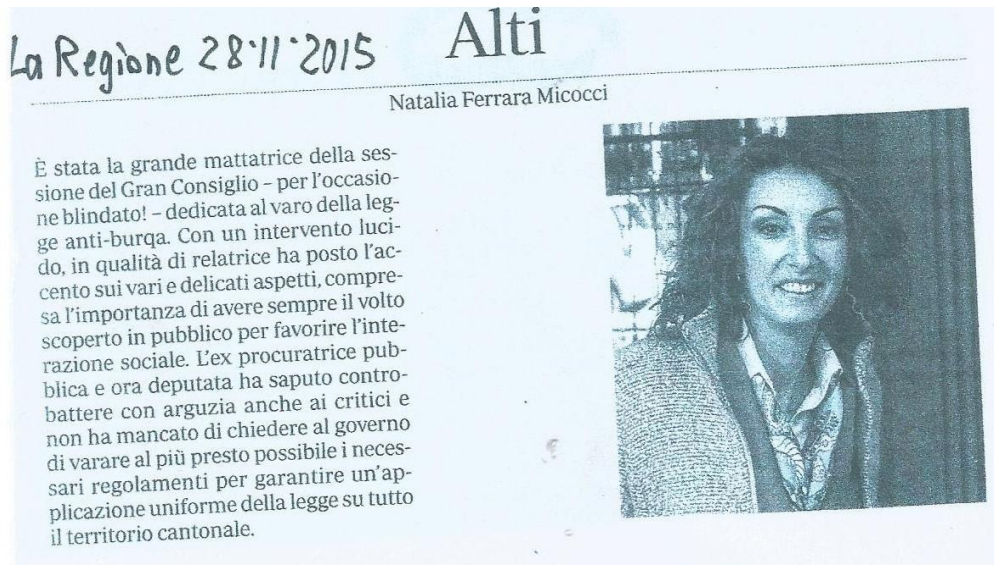 La Regione 28·11·2015
Alti
Natalia Ferrara Micocci
È stata la grande mattatrice della ses-
sione del Gran Consiglio – per l'occasio-
ne blindato! – dedicata al varo della leg-
ge anti-burqa. Con un intervento luci-
do, in qualità di relatrice ha posto l'ac-
cento sui vari e delicati aspetti, compre-
sa l'importanza di avere sempre il volto
scoperto in pubblico per favorire l'inte-
razione sociale. L'ex procuratrice pub-
blica e ora deputata ha saputo contro-
battere con arguzia anche ai critici e
non ha mancato di chiedere al governo
di varare al più presto possibile i neces-
sari regolamenti per garantire un'ap-
plicazione uniforme della legge su tutto
il territorio cantonale.